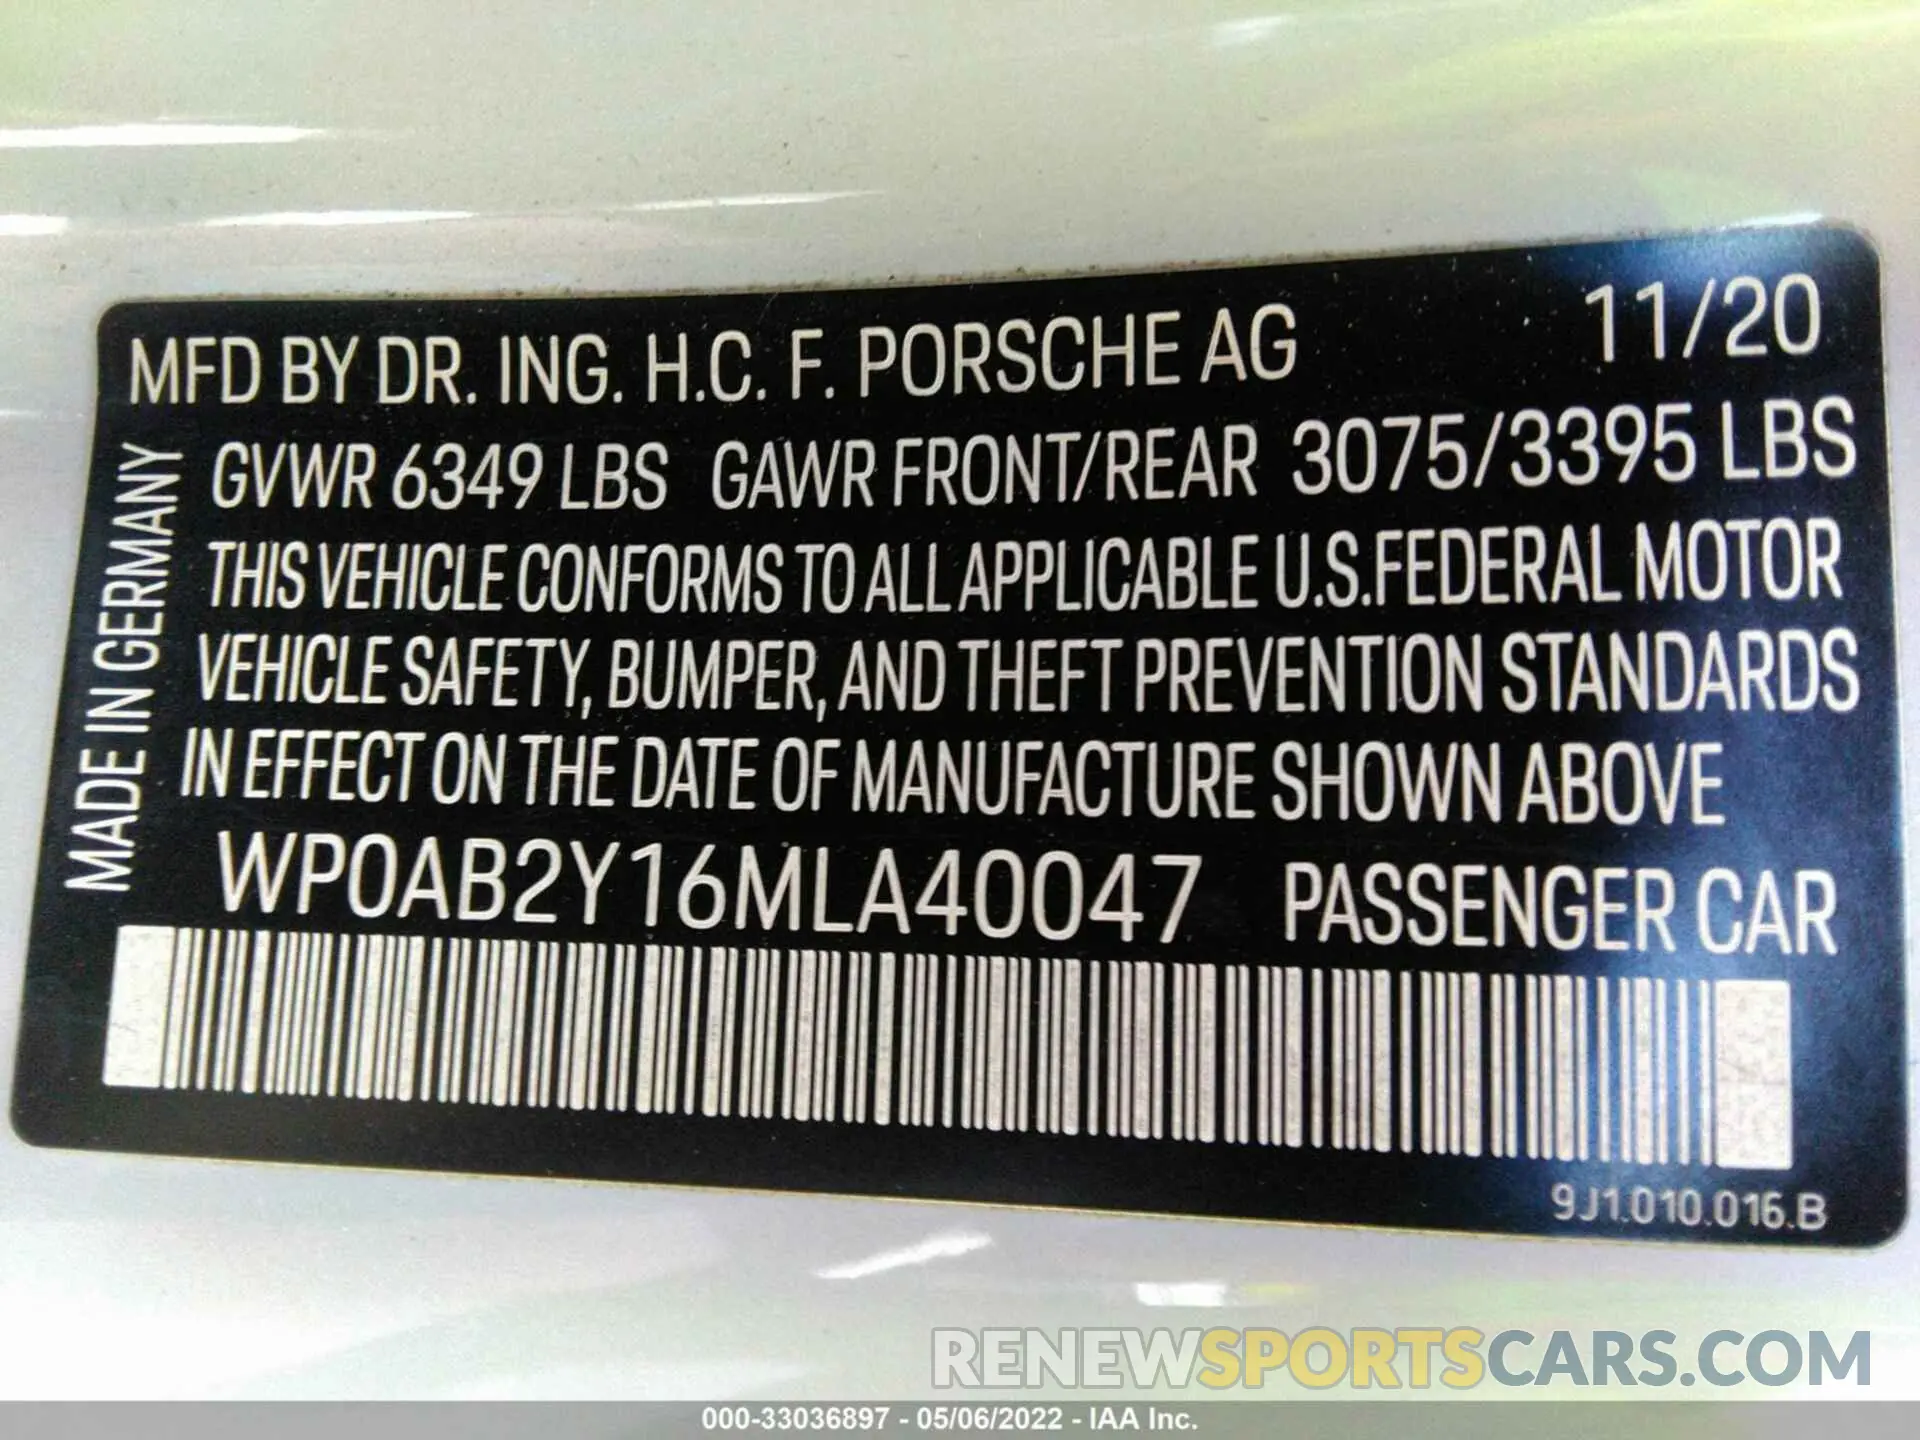 MFD BY DR. ING. H.C. F. PORSCHE AG 11/20
GVWR 6349 LBS GAWR FRONT/REAR 3075/3395 LBS
THIS VEHICLE CONFORMS TO ALL APPLICABLE U.S.FEDERAL MOTOR
VEHICLE SAFETY, BUMPER, AND THEFT PREVENTION STANDARDS
IN EFFECT ON THE DATE OF MANUFACTURE SHOWN ABOVE
WP0AB2Y16MLA40047 PASSENGER CAR
MADE IN GERMANY
9J1.010.016.B
RENEWSPORTSCARS.COM
000-33036897 - 05/06/2022 - IAA Inc.